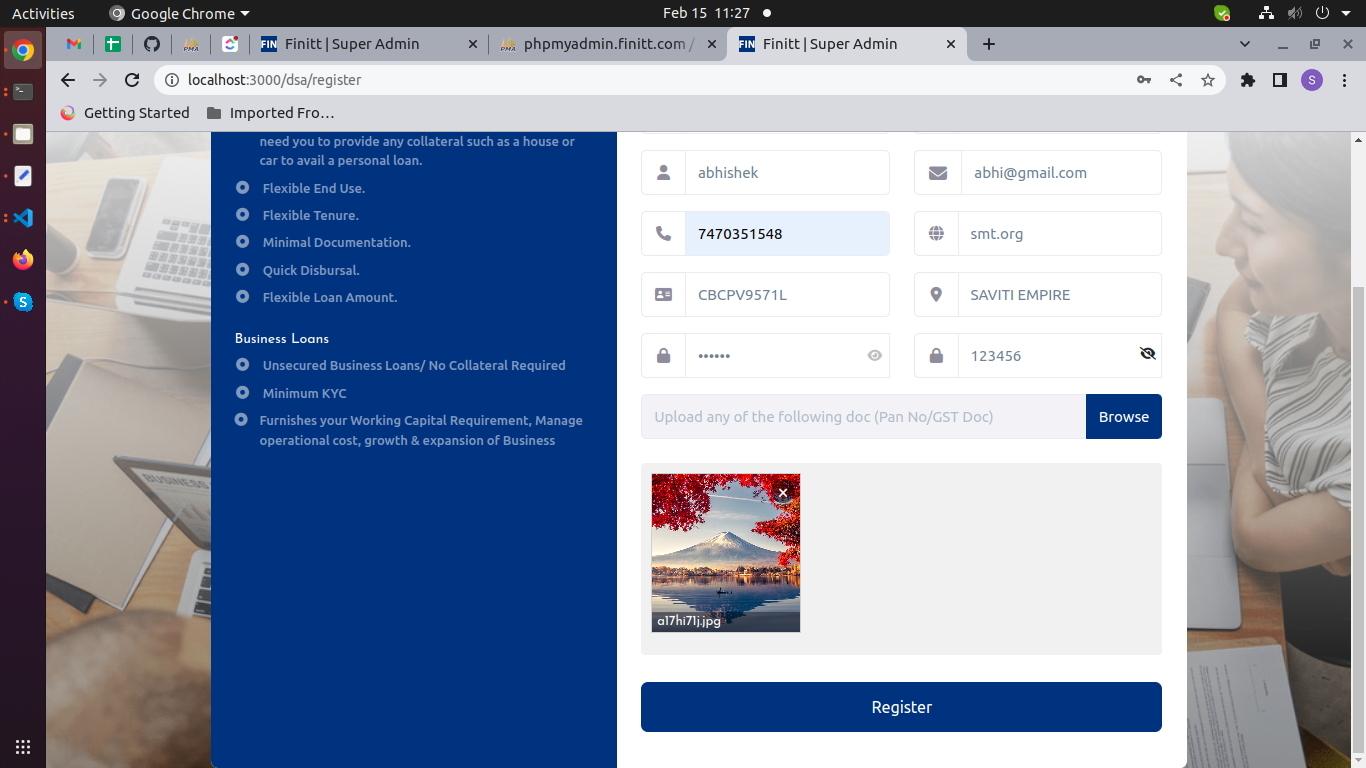 Activities
Google Chrome
Feb 15 11:27
Finitt | Super Admin
phpmyadmin.finitt.com /
Finitt | Super Admin
localhost:3000/dsa/register
S
Getting Started
Imported Fro…
need you to provide any collateral such as a house or
car to avail a personal loan.
Flexible End Use.
Flexible Tenure.
Minimal Documentation.
Quick Disbursal.
Flexible Loan Amount.
Business Loans
Unsecured Business Loans/ No Collateral Required
Minimum KYC
Furnishes your Working Capital Requirement, Manage
operational cost, growth & expansion of Business
abhishek
abhi@gmail.com
7470351548
smt.org
CBCPV9571L
SAVITI EMPIRE
••••••
123456
Upload any of the following doc (Pan No/GST Doc)
Browse
a17hi71j.jpg
Register